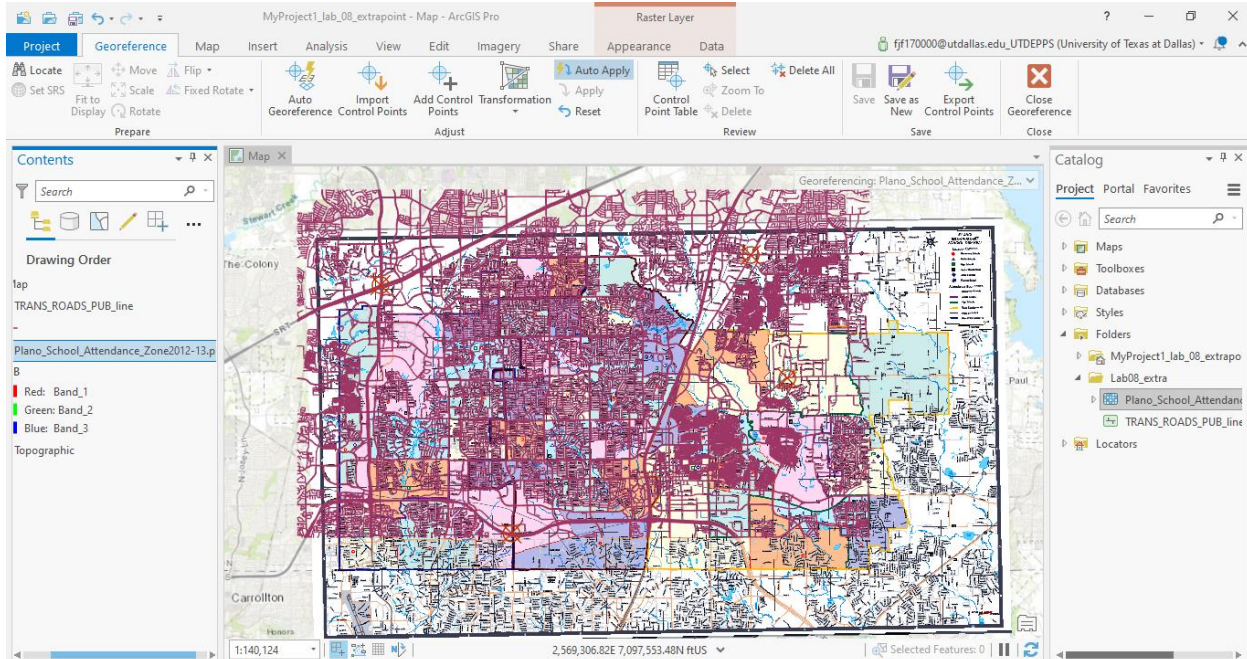 MyProject1_lab_08_extrapoint - Map - ArcGIS Pro
Raster Layer
?
Project Georeference Map Insert Analysis View Edit Imagery Share Appearance Data
fjf170000@utdallas.edu_UTDEPPS (University of Texas at Dallas)
Locate
Set SRS
Fit to Display
Move
Scale
Rotate
Flip
Fixed Rotate
Prepare
Auto Georeference
Import Control Points
Add Control Points
Transformation
Auto Apply
Apply
Reset
Adjust
Control Point Table
Select
Zoom To
Delete
Delete All
Review
Save
Save as New
Export Control Points
Save
Close Georeference
Close
Contents
Search
Drawing Order
Map
TRANS_ROADS_PUB_line
Plano_School_Attendance_Zone2012-13.p
B
Red: Band_1
Green: Band_2
Blue: Band_3
Topographic
Map
Georeferencing: Plano_School_Attendance_Z...
Stewart Creek
The Colony
SRT
Paul
Carrollton
Honors
1:140,124
2,569,306.82E 7,097,553.48N ftUS
Selected Features: 0
Catalog
Project Portal Favorites
Search
Maps
Toolboxes
Databases
Styles
Folders
MyProject1_lab_08_extrapo
Lab08_extra
Plano_School_Attendanc
TRANS_ROADS_PUB_line
Locators